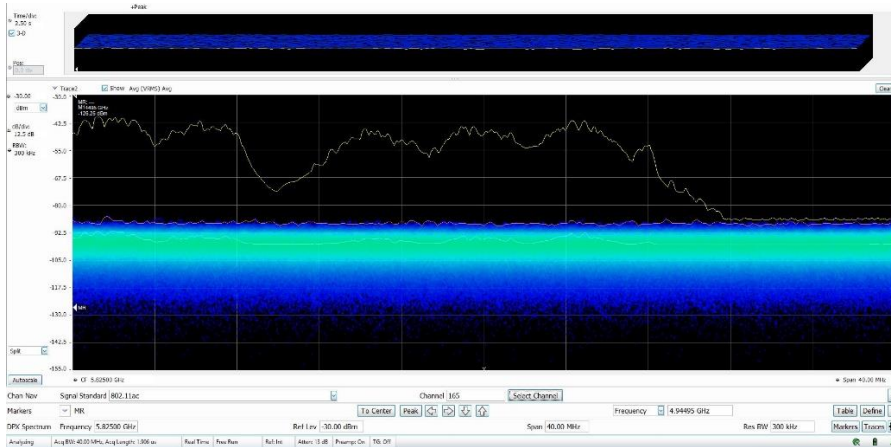 +Peak
Time/div:
2.50 s
3-D
Pos:
Trace2 Show Avg (VRMS) Avg Clear
-30.00
dBm
dB/div:
12.5 dB
RBW:
300 kHz
MR: ---
-30.0
-42.5
-55.0
-67.5
-80.0
-92.5
-105.0
-117.5
MR
-130.0
-142.5
Split
-155.0
Autoscale CF 5.82500 GHz Span 40.00 MHz
Chan Nav Signal Standard 802.11ac Channel 165 Select Channel
Markers MR To Center Peak Frequency 4.94495 GHz Table Define
DPX Spectrum Frequency 5.82500 GHz Ref Lev -30.00 dBm Span 40.00 MHz Res BW 300 kHz Markers Traces
Analyzing Acq BW: 40.00 MHz, Acq Length: 1.006 us Real Time Free Run Ref: Int Atten: 13 dB Preamp: On TG: Off